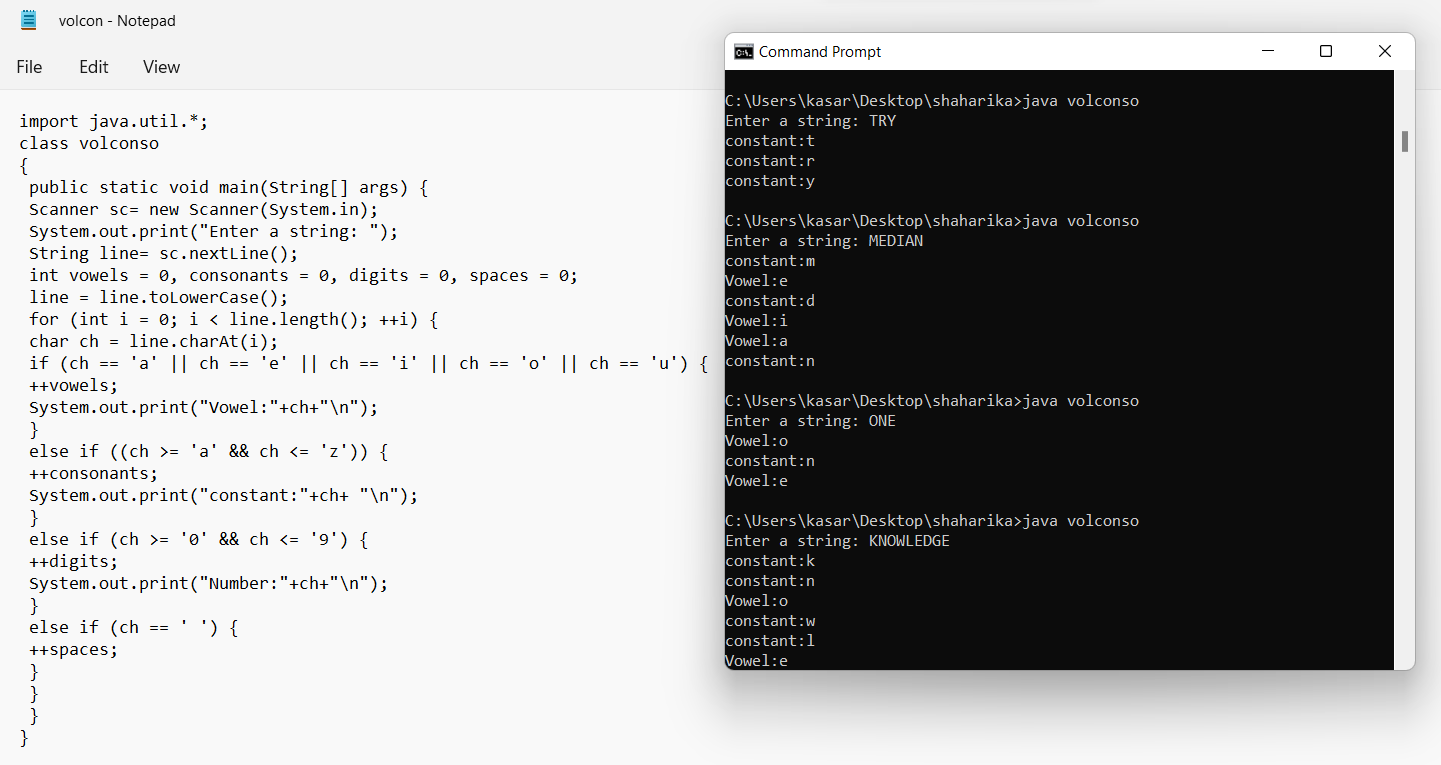 volcon - Notepad
File Edit View
import java.util.*;
class volconso
{
public static void main(String[] args) {
Scanner sc= new Scanner(System.in);
System.out.print("Enter a string: ");
String line= sc.nextLine();
int vowels = 0, consonants = 0, digits = 0, spaces = 0;
line = line.toLowerCase();
for (int i = 0; i < line.length(); ++i) {
char ch = line.charAt(i);
if (ch == 'a' || ch == 'e' || ch == 'i' || ch == 'o' || ch == 'u') {
++vowels;
System.out.print("Vowel:"+ch+"\n");
}
else if ((ch >= 'a' && ch <= 'z')) {
++consonants;
System.out.print("constant:"+ch+ "\n");
}
else if (ch >= '0' && ch <= '9') {
++digits;
System.out.print("Number:"+ch+"\n");
}
else if (ch == ' ') {
++spaces;
}
}
}
}
Command Prompt
C:\Users\kasar\Desktop\shaharika>java volconso
Enter a string: TRY
constant:t
constant:r
constant:y
C:\Users\kasar\Desktop\shaharika>java volconso
Enter a string: MEDIAN
constant:m
Vowel:e
constant:d
Vowel:i
Vowel:a
constant:n
C:\Users\kasar\Desktop\shaharika>java volconso
Enter a string: ONE
Vowel:o
constant:n
Vowel:e
C:\Users\kasar\Desktop\shaharika>java volconso
Enter a string: KNOWLEDGE
constant:k
constant:n
Vowel:o
constant:w
constant:l
Vowel:e